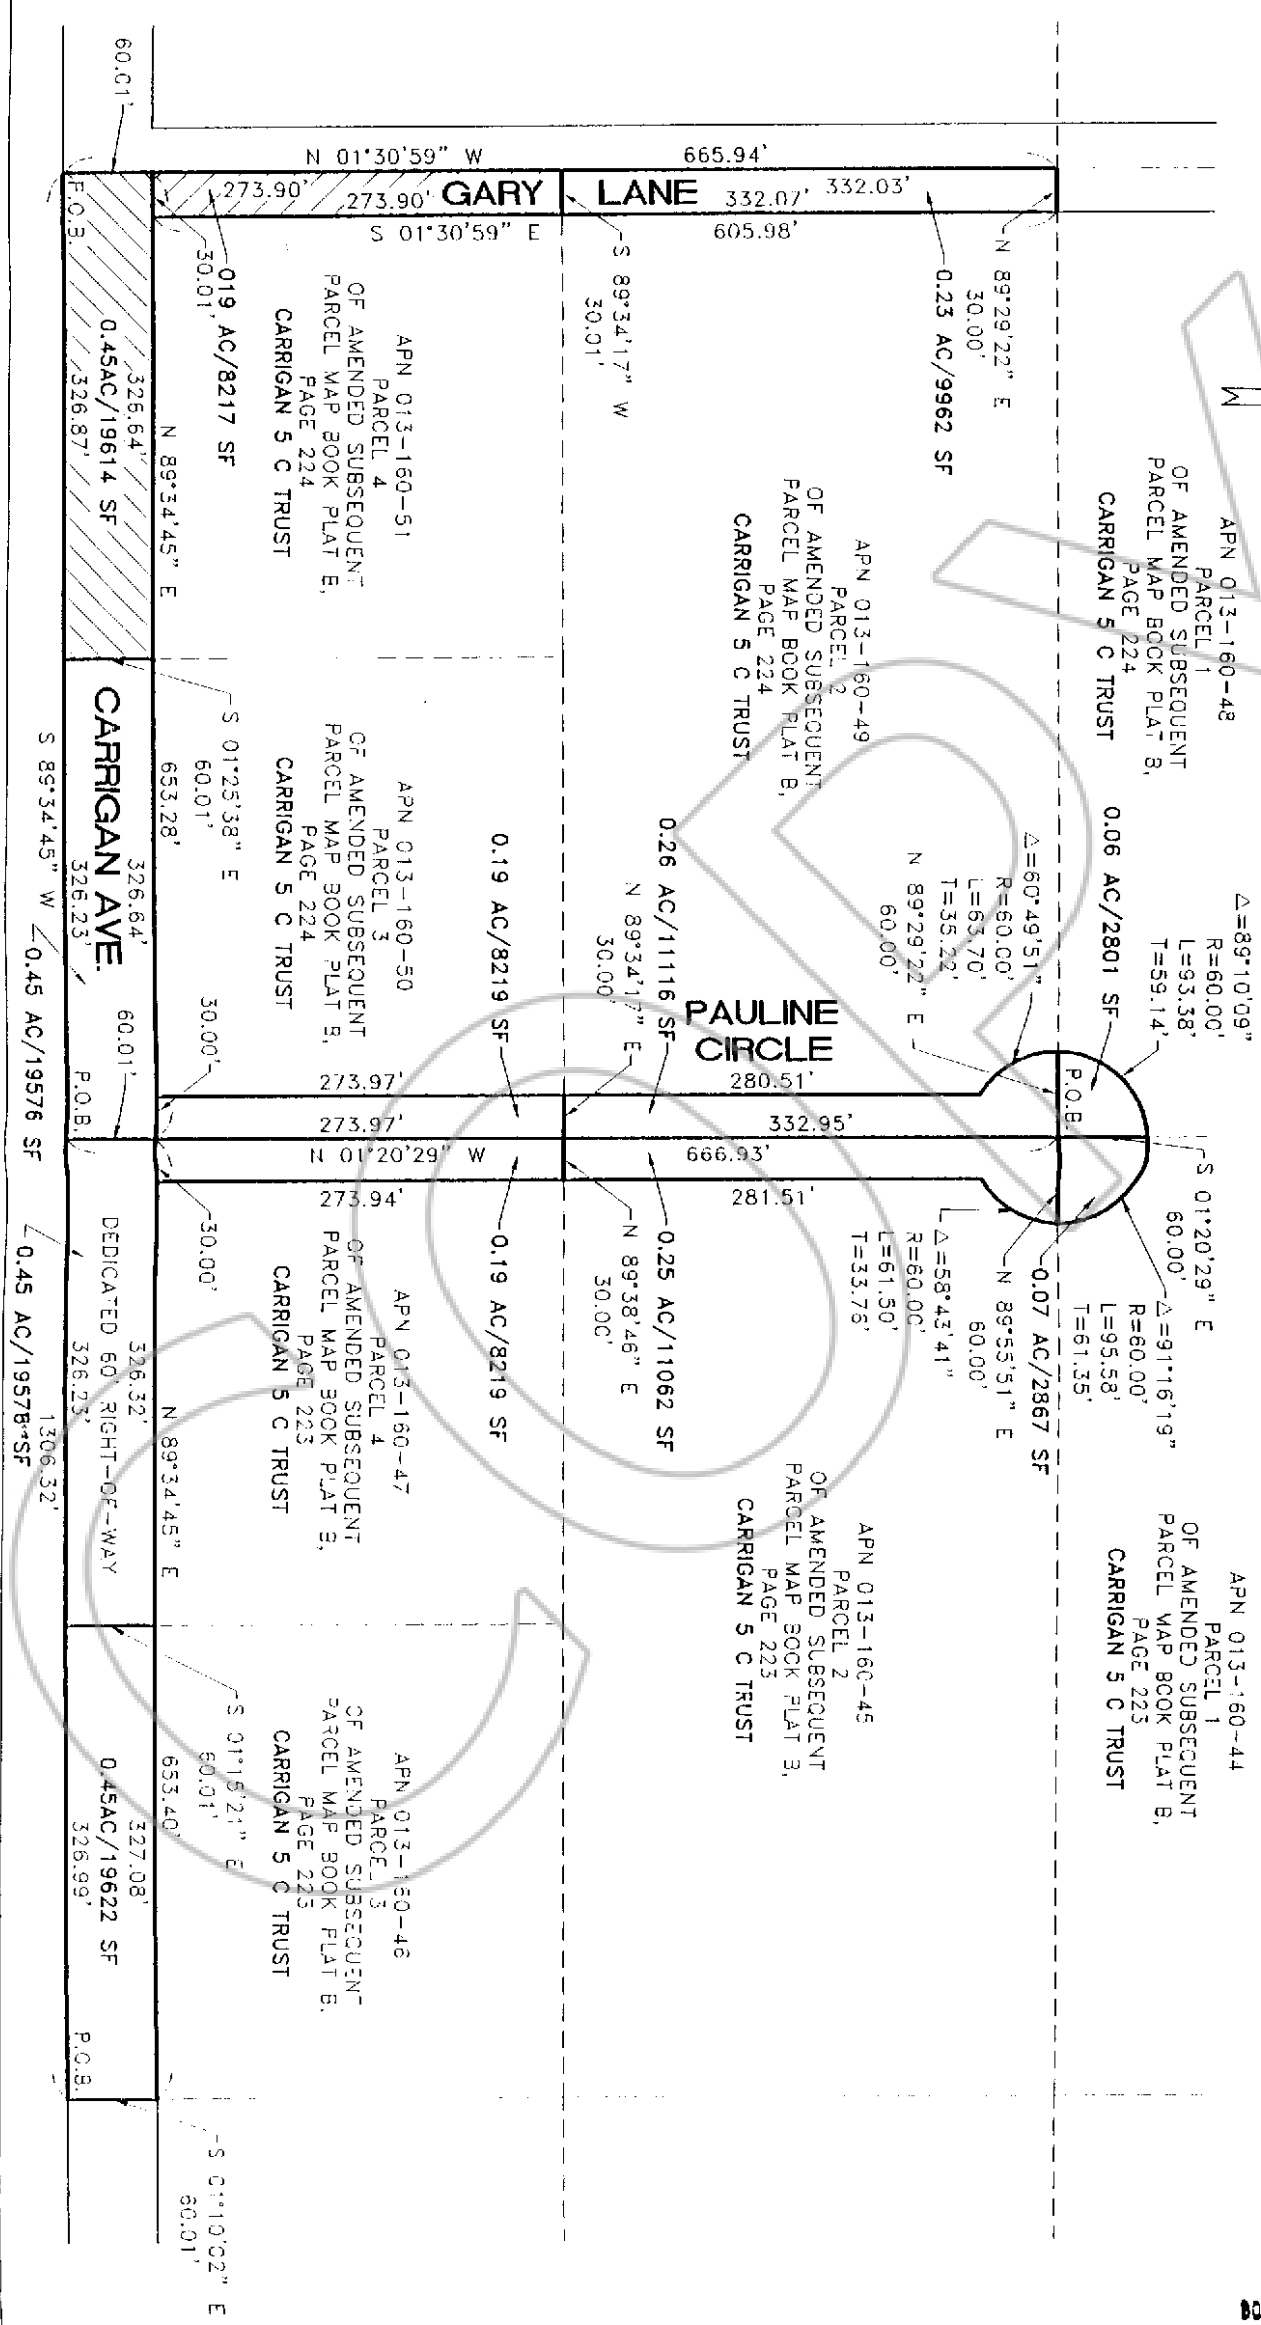 APN 013-160-48
PARCEL 1
OF AMENDED SUBSEQUENT
PARCEL MAP BOOK PLAT B,
PAGE 224
CARRIGAN 5 C TRUST
Δ=89°10'09"
R=60.00'
L=93.38'
T=59.14'
0.06 AC/2801 SF
P.O.B.
S 01°20'29" E
60.00'
Δ=91°16'19"
R=60.00'
L=95.58'
T=61.35'
0.07 AC/2867 SF
N 89°55'51" E
60.00'
Δ=58°43'41"
R=60.00'
L=61.50'
T=33.76'
APN 013-160-44
PARCEL 1
OF AMENDED SUBSEQUENT
PARCEL MAP BOOK PLAT B,
PAGE 223
CARRIGAN 5 C TRUST
Δ=60°49'51"
R=60.00'
L=63.70'
T=35.22'
N 89°29'22" E
60.00'
N 89°29'22" E
30.00'
0.23 AC/9962 SF
N 01°30'59" W
665.94'
273.90'
273.90'
GARY LANE
332.07'
332.03'
S 01°30'59" E
605.98'
S 89°34'17" W
30.01'
APN 013-160-49
PARCEL 2
OF AMENDED SUBSEQUENT
PARCEL MAP BOOK PLAT B,
PAGE 224
CARRIGAN 5 C TRUST
PAULINE
CIRCLE
0.26 AC/11116 SF
N 89°34'17" E
30.00'
280.51'
332.95'
666.93'
281.51'
0.25 AC/11062 SF
N 89°38'46" E
30.00'
APN 013-160-45
PARCEL 2
OF AMENDED SUBSEQUENT
PARCEL MAP BOOK PLAT B,
PAGE 223
CARRIGAN 5 C TRUST
APN 013-160-51
PARCEL 4
OF AMENDED SUBSEQUENT
PARCEL MAP BOOK PLAT B,
PAGE 224
CARRIGAN 5 C TRUST
019 AC/8217 SF
30.01'
APN 013-160-50
PARCEL 3
OF AMENDED SUBSEQUENT
PARCEL MAP BOOK PLAT B,
PAGE 224
CARRIGAN 5 C TRUST
0.19 AC/8219 SF
S 01°25'38" E
60.01'
273.97'
273.97'
N 01°20'29" W
273.94'
0.19 AC/8219 SF
30.00'
30.00'
APN 013-160-47
PARCEL 4
OF AMENDED SUBSEQUENT
PARCEL MAP BOOK PLAT B,
PAGE 223
CARRIGAN 5 C TRUST
APN 013-160-46
PARCEL 3
OF AMENDED SUBSEQUENT
PARCEL MAP BOOK PLAT B,
PAGE 223
CARRIGAN 5 C TRUST
S 01°15'21" E
60.01'
S 01°10'02" E
60.01'
N 89°34'45" E
653.28'
N 89°34'45" E
653.40'
60.01'
P.O.B.
326.64'
0.45AC/19614 SF
326.87'
CARRIGAN AVE.
326.64'
326.23'
60.01'
P.O.B.
DEDICATED 60' RIGHT-OF-WAY
326.32'
326.23'
327.08'
0.45AC/19622 SF
326.99'
P.O.B.
S 89°34'45" W
1306.32'
0.45 AC/19576 SF
0.45 AC/19578 SF
COPY